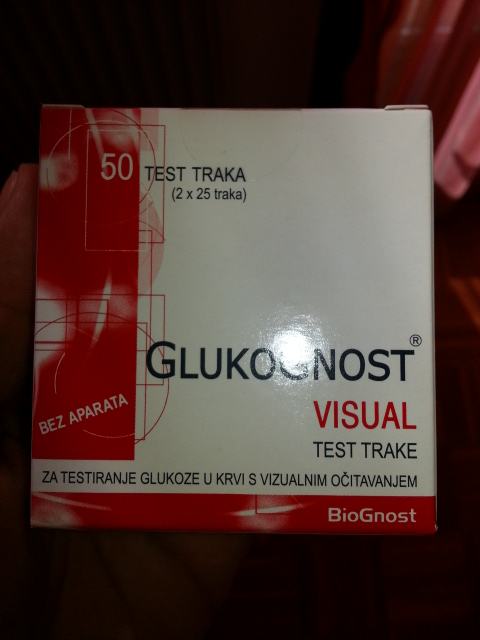 50 TEST TRAKA
(2 x 25 traka)
GLUKOGNOST®
VISUAL
BEZ APARATA
TEST TRAKE
ZA TESTIRANJE GLUKOZE U KRVI S VIZUALNIM OČITAVANJEM
BioGnost